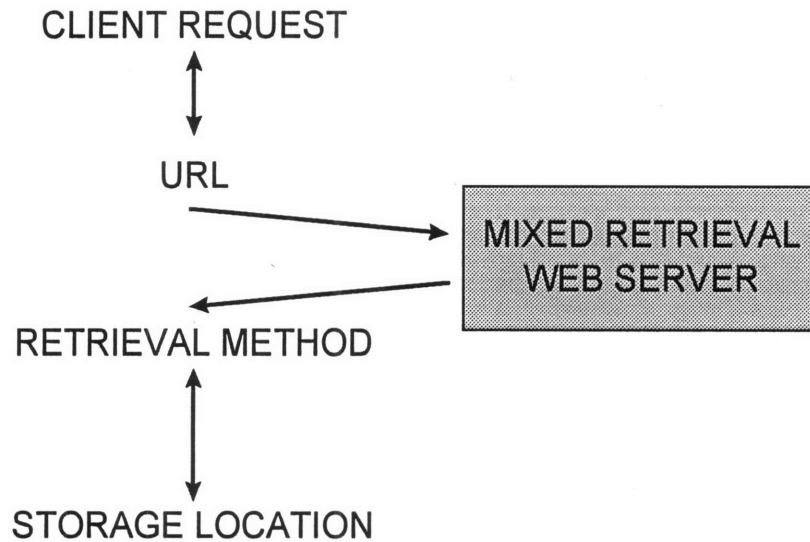 CLIENT REQUEST
URL
MIXED RETRIEVAL
WEB SERVER
RETRIEVAL METHOD
STORAGE LOCATION